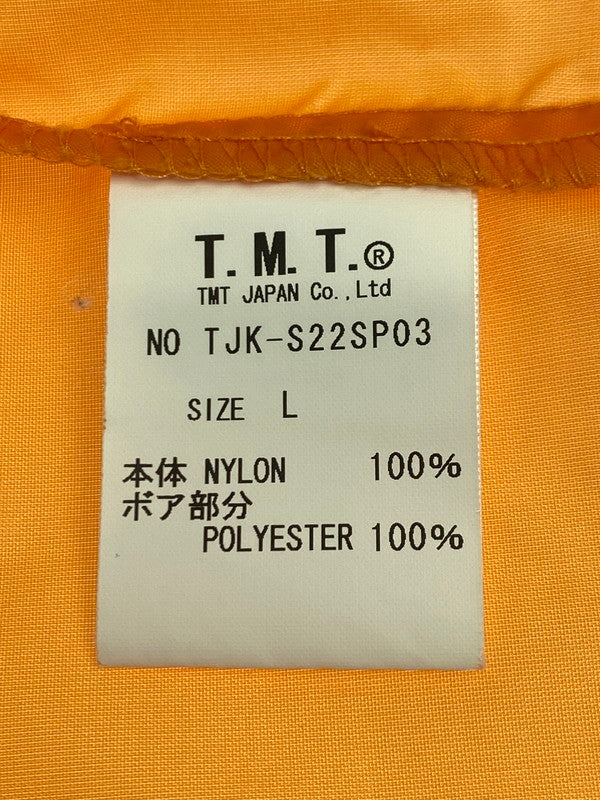 T.M.T.®
TMT JAPAN Co.,Ltd
NO TJK-S22SP03
SIZE L
本体 NYLON 100%
ボア部分
POLYESTER 100%